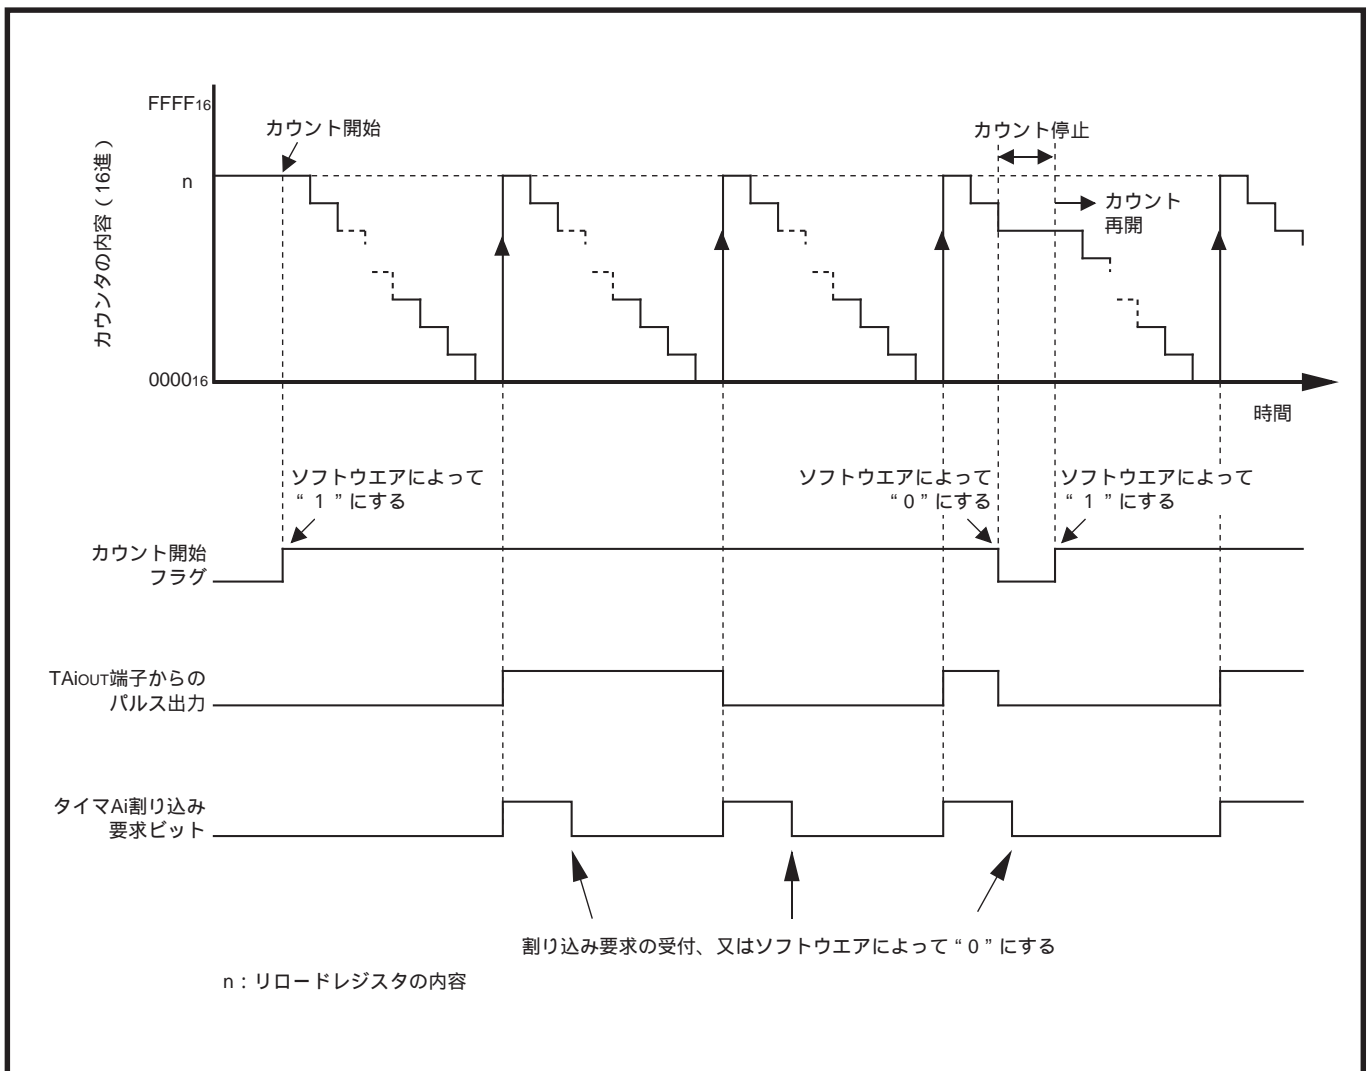 FFFF16
カウント開始
カウント停止
n
カウント
再開
カウンタの内容（16進）
000016
時間
ソフトウエアによって
“ 1 ” にする
ソフトウエアによって
“ 0 ” にする
ソフトウエアによって
“ 1 ” にする
カウント開始
フラグ
TAiOUT端子からの
パルス出力
タイマAi割り込み
要求ビット
割り込み要求の受付、又はソフトウエアによって “ 0 ” にする
n : リロードレジスタの内容